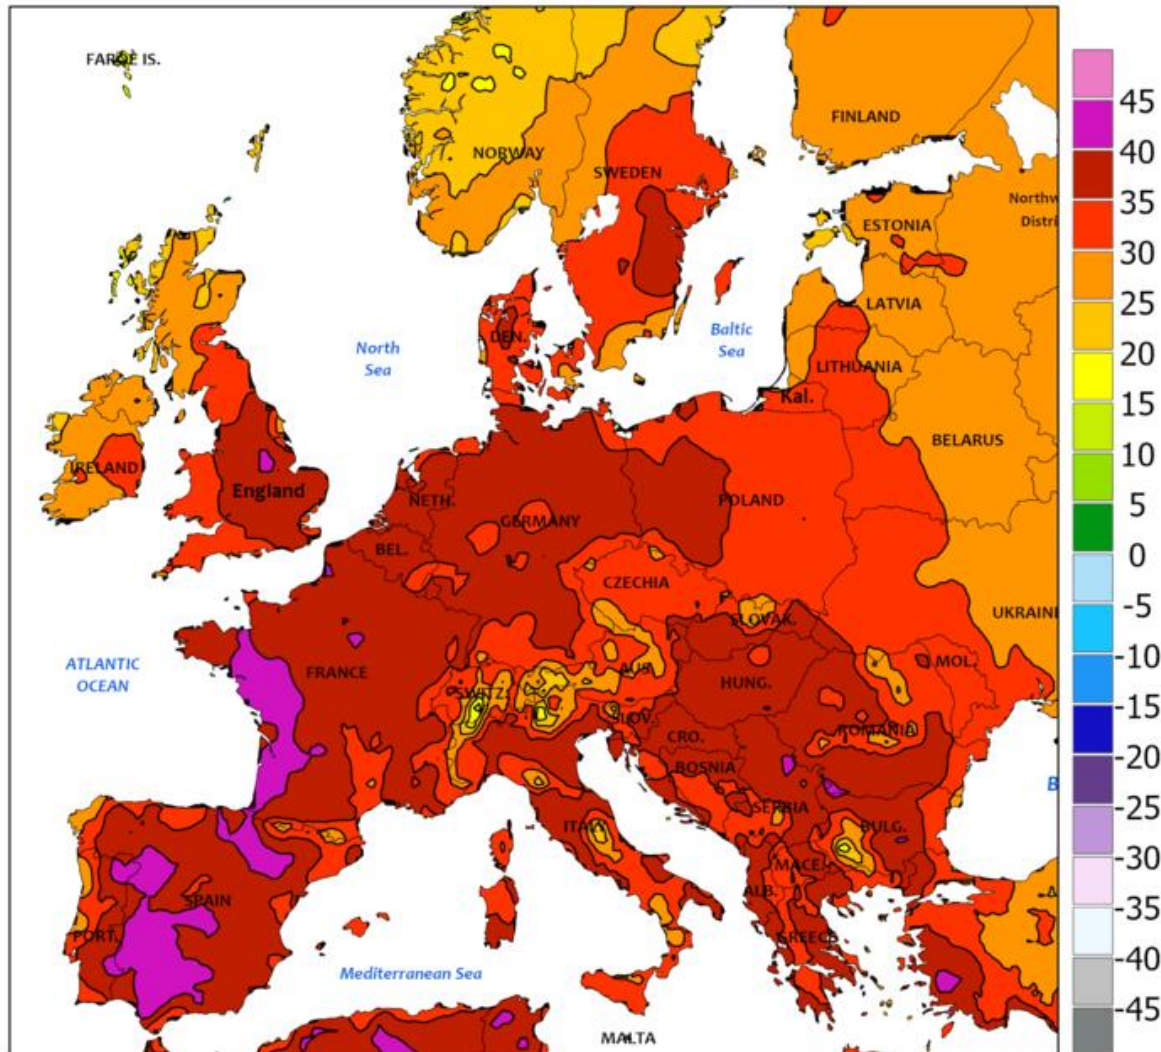 FAROE IS.
FINLAND
NORWAY
SWEDEN
Northw
Distri
ESTONIA
LATVIA
DEN.
North
Sea
Baltic
Sea
LITHUANIA
Kal.
BELARUS
IRELAND
England
NETH.
POLAND
GERMANY
BEL.
CZECHIA
UKRAINI
SLOVAK.
ATLANTIC
OCEAN
FRANCE
AUS.
MOL.
HUNG.
SWITZ.
SLOV.
CRO.
ROMANIA
BOSNIA
B
SERBIA
ITALY
BULG.
MACE.
ALB.
A
SPAIN
PORT.
GREECE
Mediterranean Sea
MALTA
45
40
35
30
25
20
15
10
5
0
-5
-10
-15
-20
-25
-30
-35
-40
-45